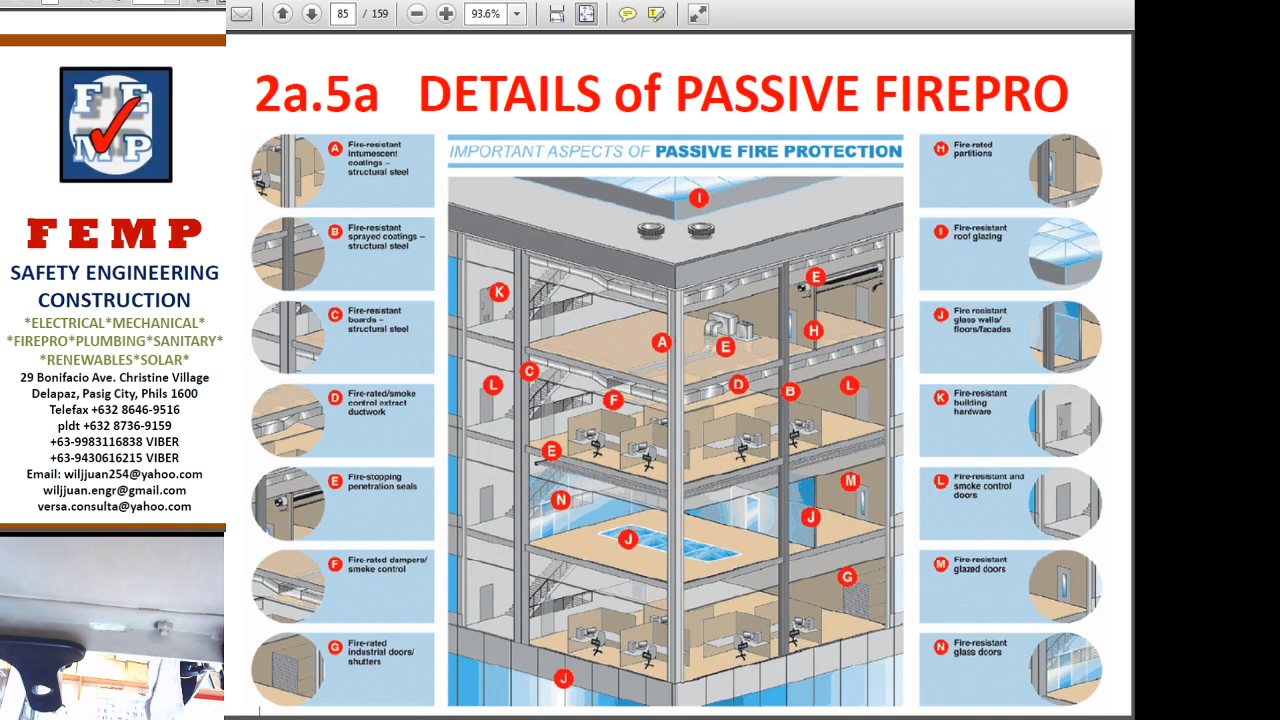 85 / 159
93.6%
FE
MP
FEMP
SAFETY ENGINEERING
CONSTRUCTION
*ELECTRICAL*MECHANICAL*
*FIREPRO*PLUMBING*SANITARY*
*RENEWABLES*SOLAR*
29 Bonifacio Ave. Christine Village
Delapaz, Pasig City, Phils 1600
Telefax +632 8646-9516
pldt +632 8736-9159
+63-9983116838 VIBER
+63-9430616215 VIBER
Email: wiljjuan254@yahoo.com
wiljjuan.engr@gmail.com
versa.consulta@yahoo.com
2a.5a DETAILS of PASSIVE FIREPRO
A Fire-resistant
intumescent
coatings –
structural steel
B Fire-resistant
sprayed coatings –
structural steel
C Fire-resistant
boards –
structural steel
D Fire-rated/smoke
control extract
ductwork
E Fire-stopping
penetration seals
F Fire-rated dampers/
smoke control
G Fire-rated
industrial doors/
shutters
IMPORTANT ASPECTS OF PASSIVE FIRE PROTECTION
I
E
K
H
A
E
C
D
L
B
L
F
E
M
N
J
J
G
J
H Fire-rated
partitions
I Fire-resistant
roof glazing
J Fire resistant
glass walls/
floors/facades
K Fire-resistant
building
hardware
L Fire-resistant and
smoke control
doors
M Fire-resistant
glazed doors
N Fire-resistant
glass doors